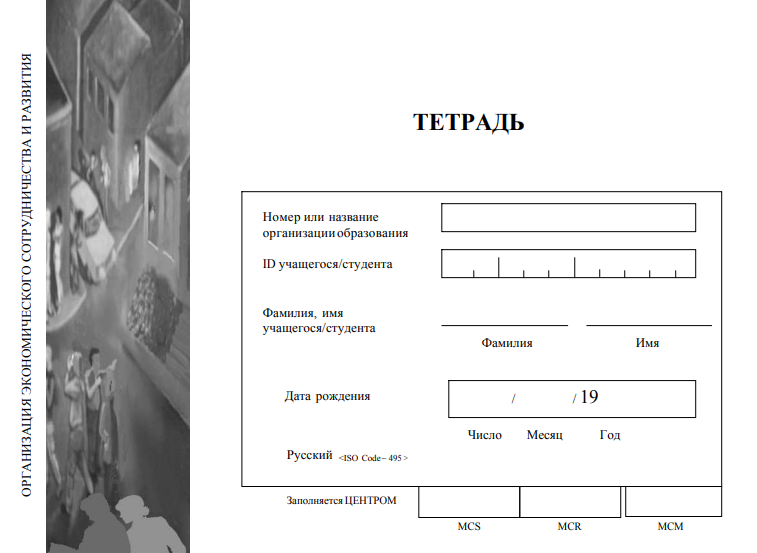 ОРГАНИЗАЦИЯ ЭКОНОМИЧЕСКОГО СОТРУДНИЧЕСТВА И РАЗВИТИЯ
ТЕТРАДЬ
Номер или название
организации образования
ID учащегося/студента
Фамилия, имя
учащегося/студента
Фамилия Имя
Дата рождения / / 19
Число Месяц Год
Русский <ISO Code– 495 >
Заполняется ЦЕНТРОМ
MCS MCR MCM